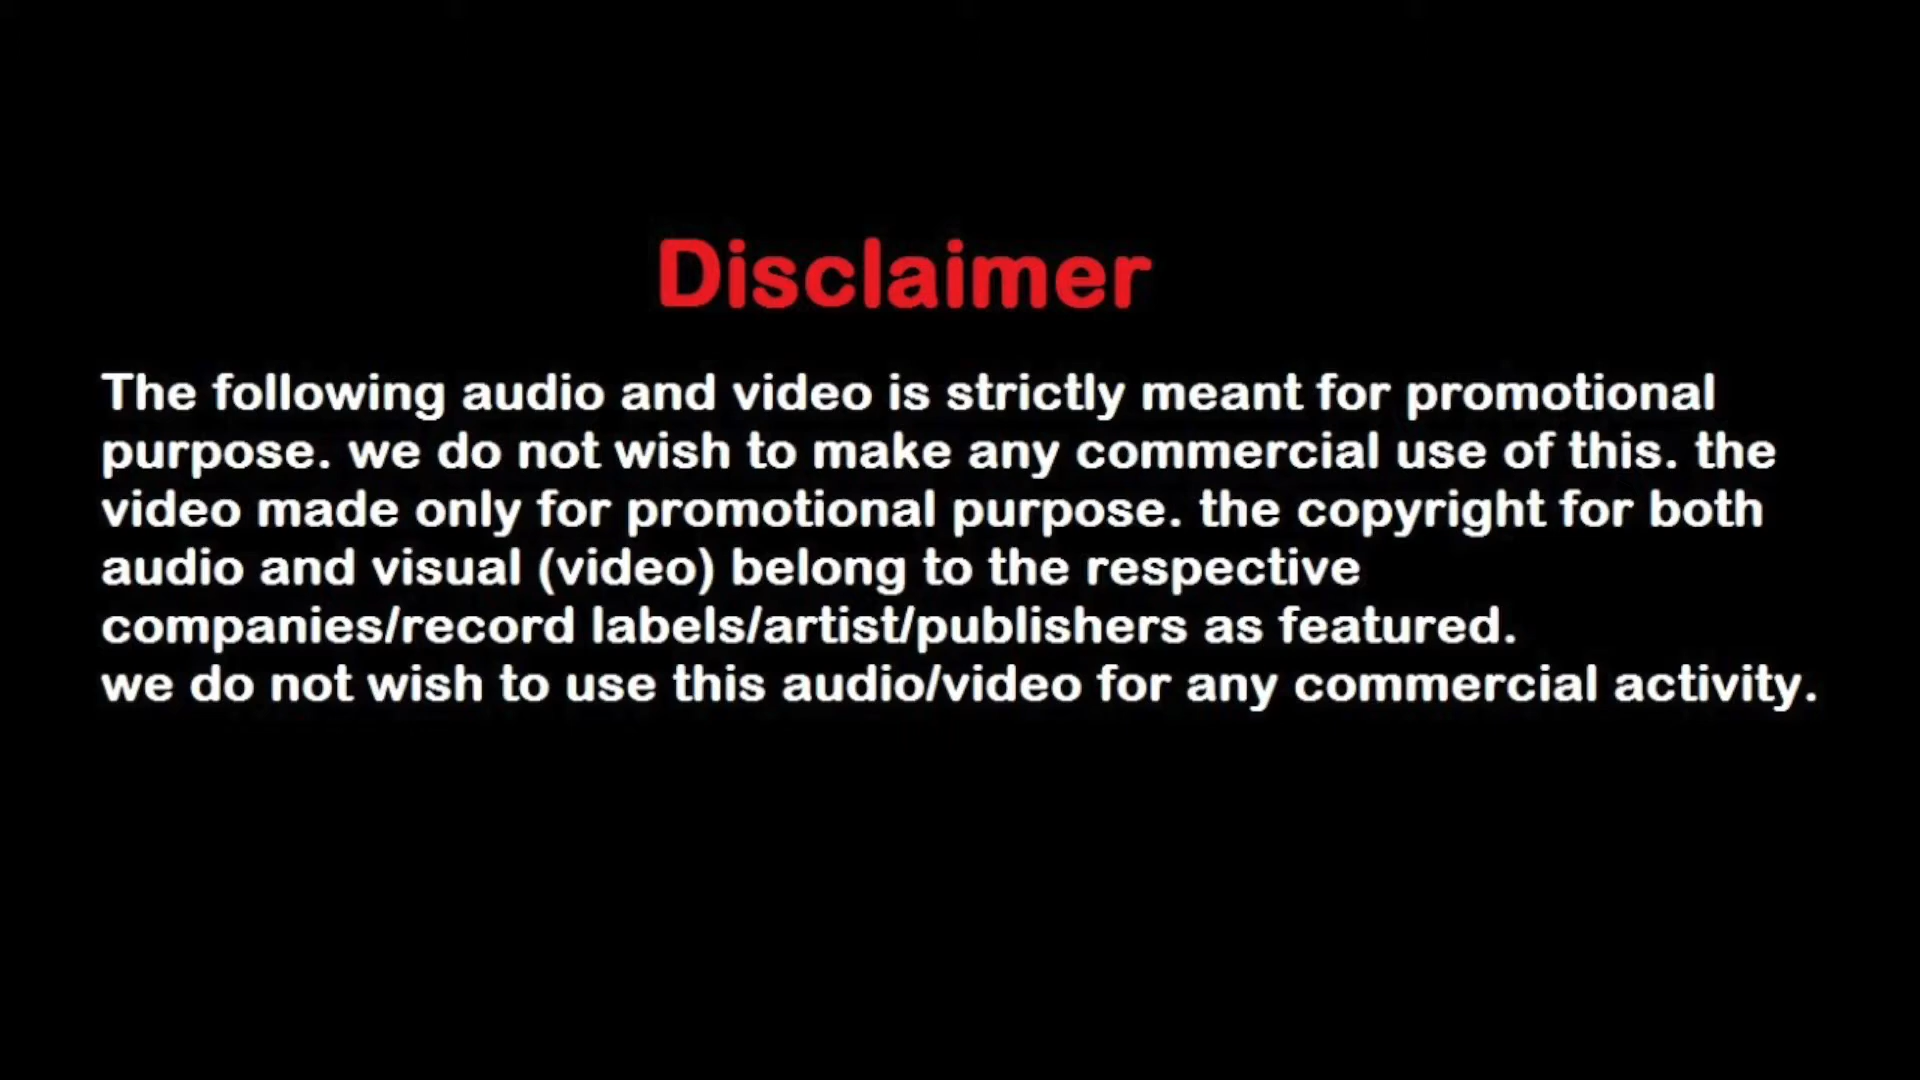 Disclaimer
The following audio and video is strictly meant for promotional
purpose. we do not wish to make any commercial use of this. the
video made only for promotional purpose. the copyright for both
audio and visual (video) belong to the respective
companies/record labels/artist/publishers as featured.
we do not wish to use this audio/video for any commercial activity.